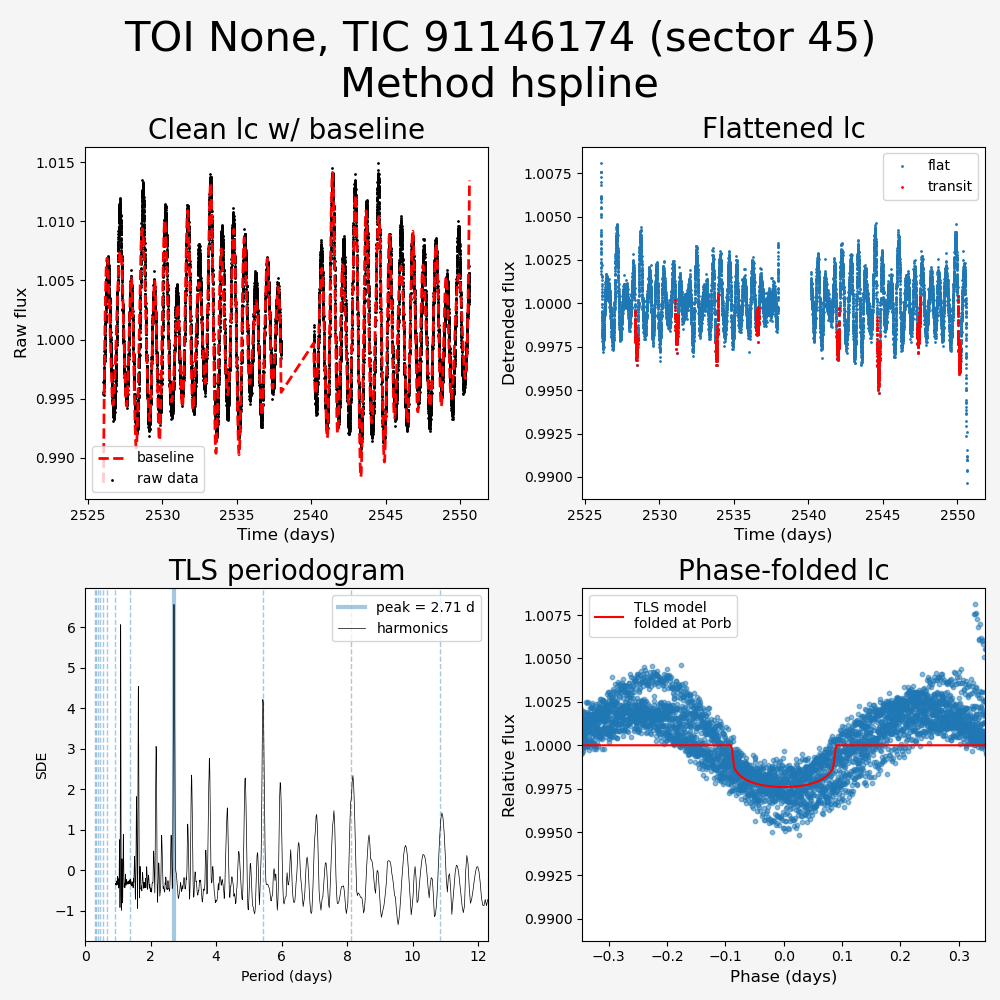 TOI None, TIC 91146174 (sector 45)
Method hspline
Clean lc w/ baseline
Raw flux
1.015
1.010
1.005
1.000
0.995
0.990
baseline
raw data
2525 2530 2535 2540 2545 2550
Time (days)
Flattened lc
Detrended flux
1.0075
1.0050
1.0025
1.0000
0.9975
0.9950
0.9925
0.9900
flat
transit
2525 2530 2535 2540 2545 2550
Time (days)
TLS periodogram
SDE
6
5
4
3
2
1
0
−1
peak = 2.71 d
harmonics
0 2 4 6 8 10 12
Period (days)
Phase-folded lc
Relative flux
1.0075
1.0050
1.0025
1.0000
0.9975
0.9950
0.9925
0.9900
TLS model
folded at Porb
−0.3 −0.2 −0.1 0.0 0.1 0.2 0.3
Phase (days)